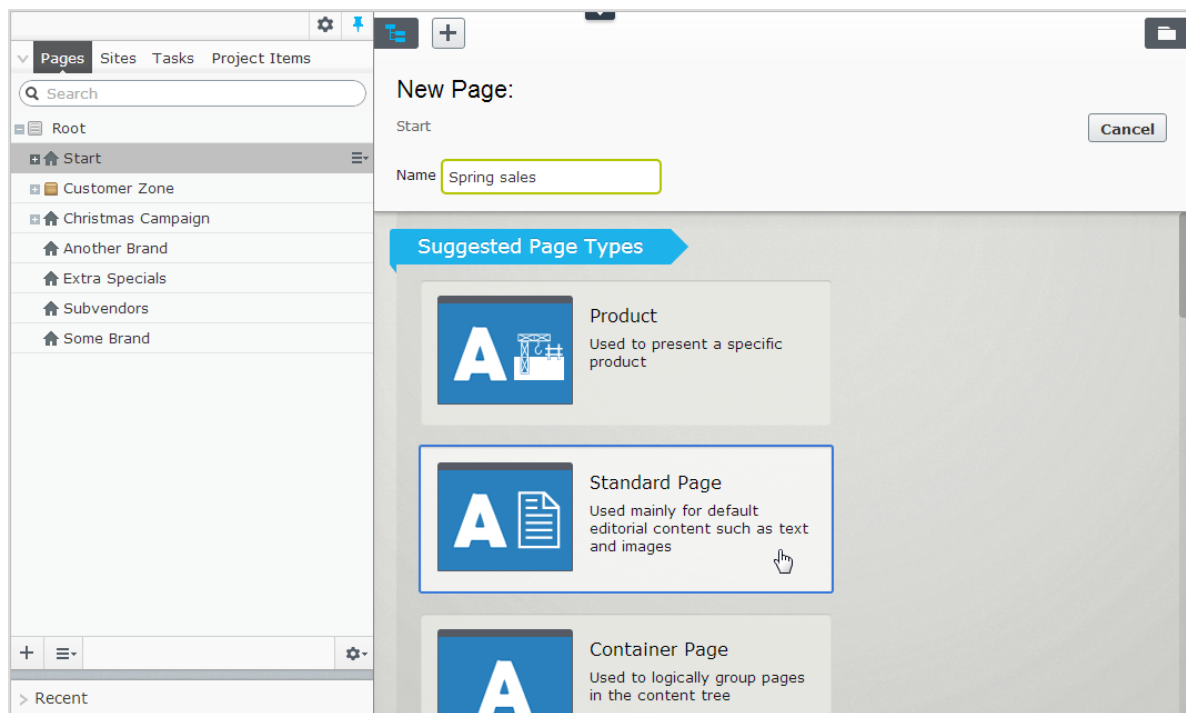 Pages Sites Tasks Project Items
Search
Root
Start
Customer Zone
Christmas Campaign
Another Brand
Extra Specials
Subvendors
Some Brand
Recent
New Page:
Start
Cancel
Name Spring sales
Suggested Page Types
A
Product
Used to present a specific
product
A
Standard Page
Used mainly for default
editorial content such as text
and images
A
Container Page
Used to logically group pages
in the content tree